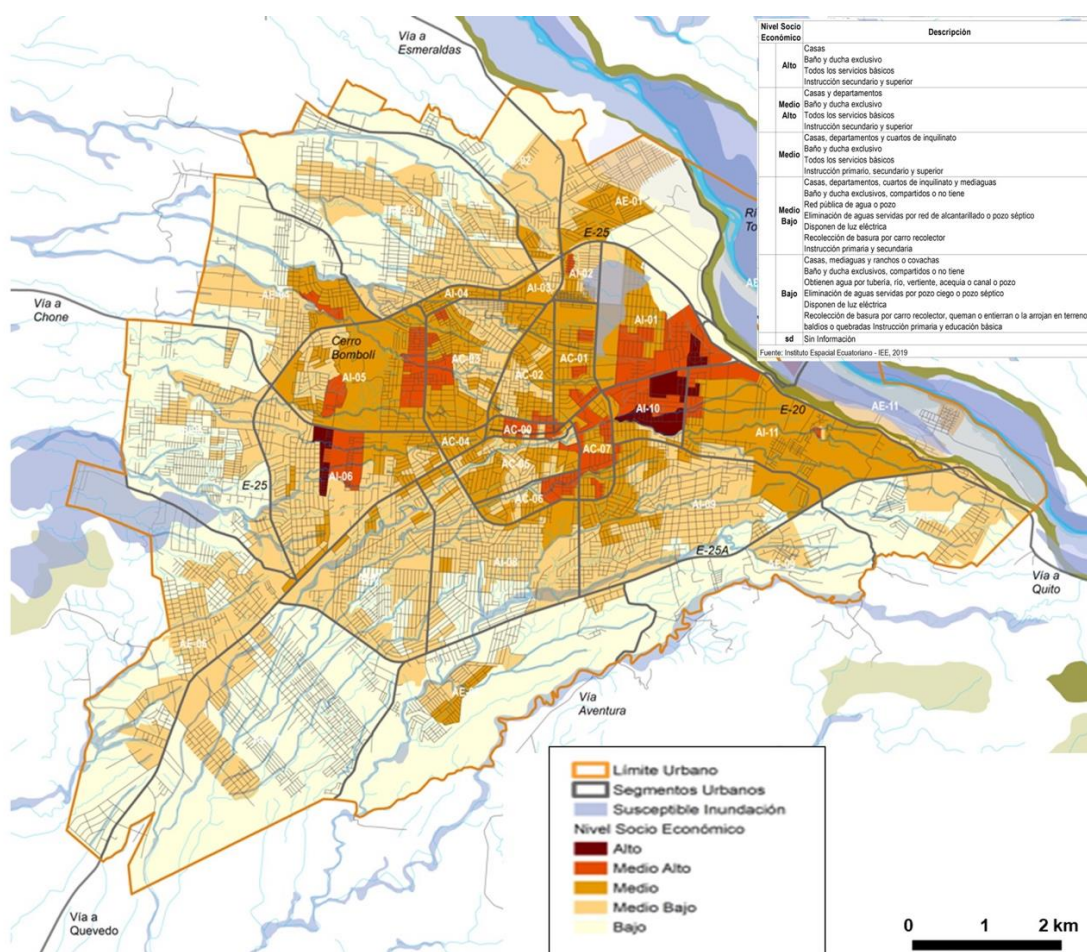 Vía a
Esmeraldas
Nivel Socio
Económico
Descripción
Alto
Casas
Baño y ducha exclusivo
Todos los servicios básicos
Instrucción secundario y superior
Medio
Alto
Casas y departamentos
Baño y ducha exclusivo
Todos los servicios básicos
Instrucción secundario y superior
Medio
Casas, departamentos y cuartos de inquilinato
Baño y ducha exclusivo
Todos los servicios básicos
Instrucción primario, secundario y superior
Medio
Bajo
Casas, departamentos, cuartos de inquilinato y mediaguas
Baño y ducha exclusivos, compartidos o no tiene
Red pública de agua o pozo
Eliminación de aguas servidas por red de alcantarillado o pozo séptico
Disponen de luz eléctrica
Recolección de basura por carro recolector
Instrucción primaria y secundaria
Bajo
Casas, mediaguas y ranchos o covachas
Baño y ducha exclusivos, compartidos o no tiene
Obtienen agua por tubería, río, vertiente, acequia o canal o pozo
Eliminación de aguas servidas por pozo ciego o pozo séptico
Disponen de luz eléctrica
Recolección de basura por carro recolector, queman o entierran o la arrojan en terreno
baldíos o quebradas Instrucción primaria y educación básica
sd
Sin Información
Fuente: Instituto Espacial Ecuatoriano - IEE, 2019
AE-01
E-25
AI-02
AI-03
AI-04
AI-01
Vía a
Chone
Cerro
Bomboli
AI-05
AC-03
AC-01
AC-02
AI-10
E-20
AE-11
AC-00
AC-04
AC-07
AI-11
AC-05
AI-06
AC-06
E-25
AI-09
E-25A
AI-08
Vía a
Quito
Vía
Aventura
Vía a
Quevedo
Límite Urbano
Segmentos Urbanos
Susceptible Inundación
Nivel Socio Económico
Alto
Medio Alto
Medio
Medio Bajo
Bajo
0 1 2 km